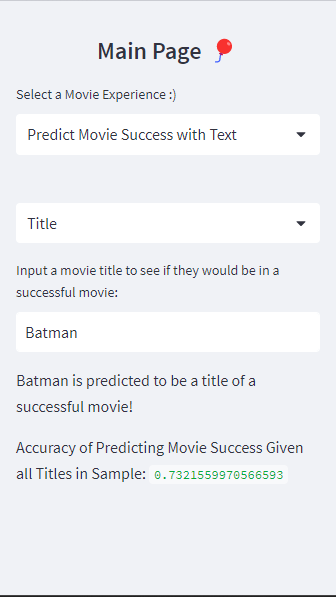 Main Page 🎈
Select a Movie Experience :)
Predict Movie Success with Text
Title
Input a movie title to see if they would be in a
successful movie:
Batman
Batman is predicted to be a title of a
successful movie!
Accuracy of Predicting Movie Success Given
all Titles in Sample: 0.7321559970566593